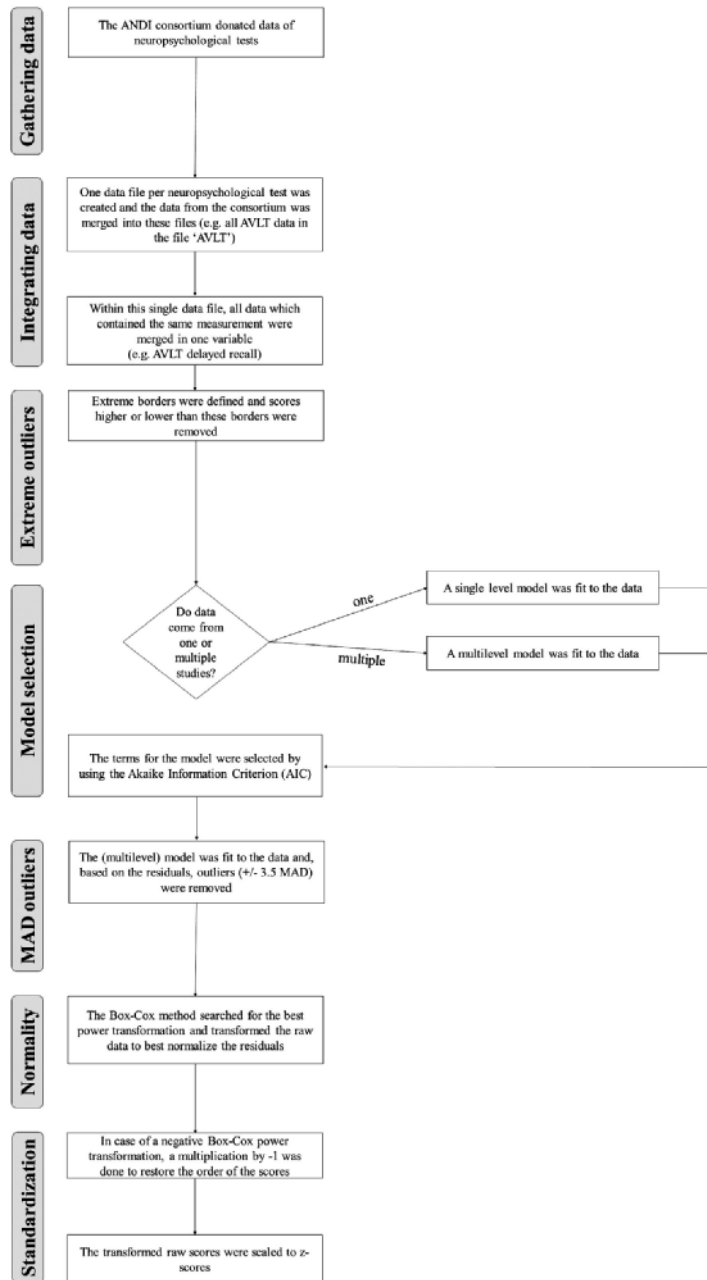 Gathering data
The ANDI consortium donated data of
neuropsychological tests
Integrating data
One data file per neuropsychological test was
created and the data from the consortium was
merged into these files (e.g. all AVLT data in
the file ‘AVLT’)
Within this single data file, all data which
contained the same measurement were
merged in one variable
(e.g. AVLT delayed recall)
Extreme outliers
Extreme borders were defined and scores
higher or lower than these borders were
removed
Model selection
Do data
come from
one or
multiple
studies?
one
A single level model was fit to the data
multiple
A multilevel model was fit to the data
The terms for the model were selected by
using the Akaike Information Criterion (AIC)
MAD outliers
The (multilevel) model was fit to the data and,
based on the residuals, outliers (+/- 3.5 MAD)
were removed
Normality
The Box-Cox method searched for the best
power transformation and transformed the raw
data to best normalize the residuals
Standardization
In case of a negative Box-Cox power
transformation, a multiplication by -1 was
done to restore the order of the scores
The transformed raw scores were scaled to z-
scores